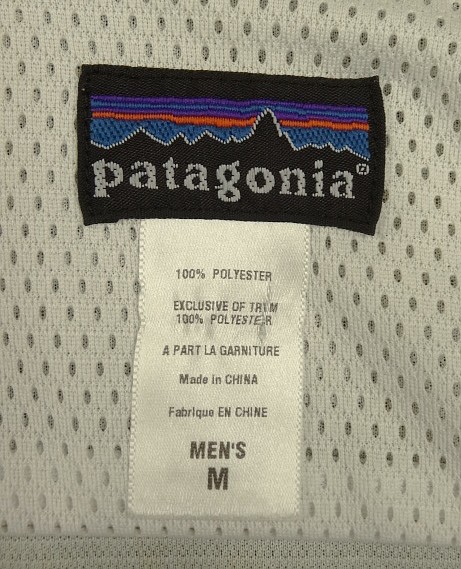 patagonia®
100% POLYESTER
EXCLUSIVE OF TRIM
100% POLYESTER
A PART LA GARNITURE
Made in CHINA
Fabrique EN CHINE
MEN'S
M